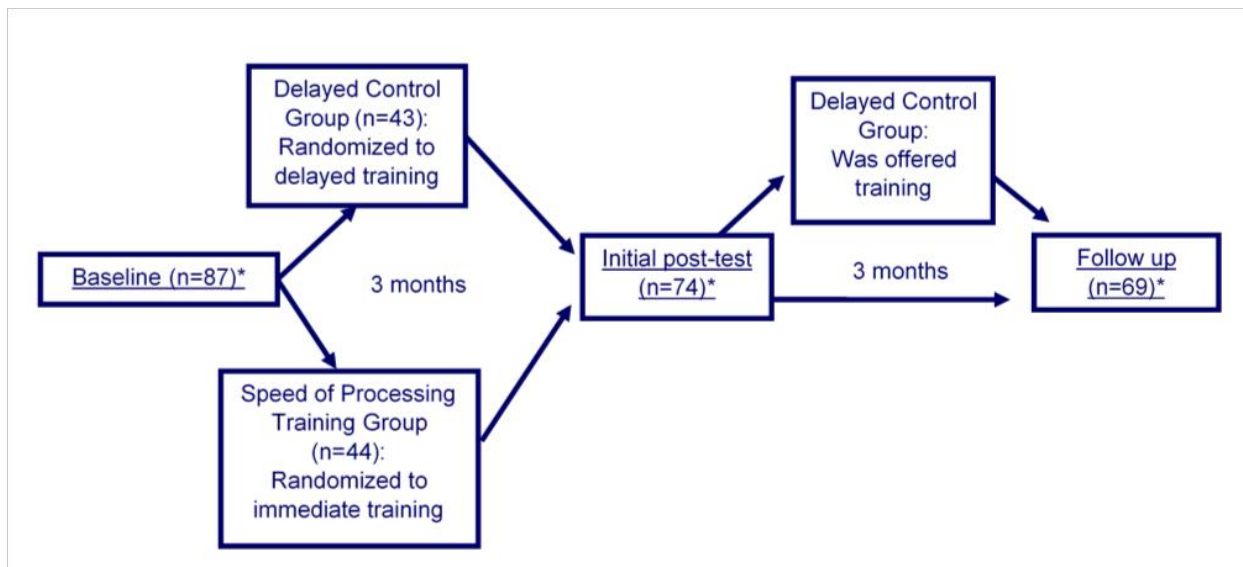 Baseline (n=87)*
Delayed Control
Group (n=43):
Randomized to
delayed training
3 months
Speed of Processing
Training Group
(n=44):
Randomized to
immediate training
Initial post-test
(n=74)*
Delayed Control
Group:
Was offered
training
3 months
Follow up
(n=69)*